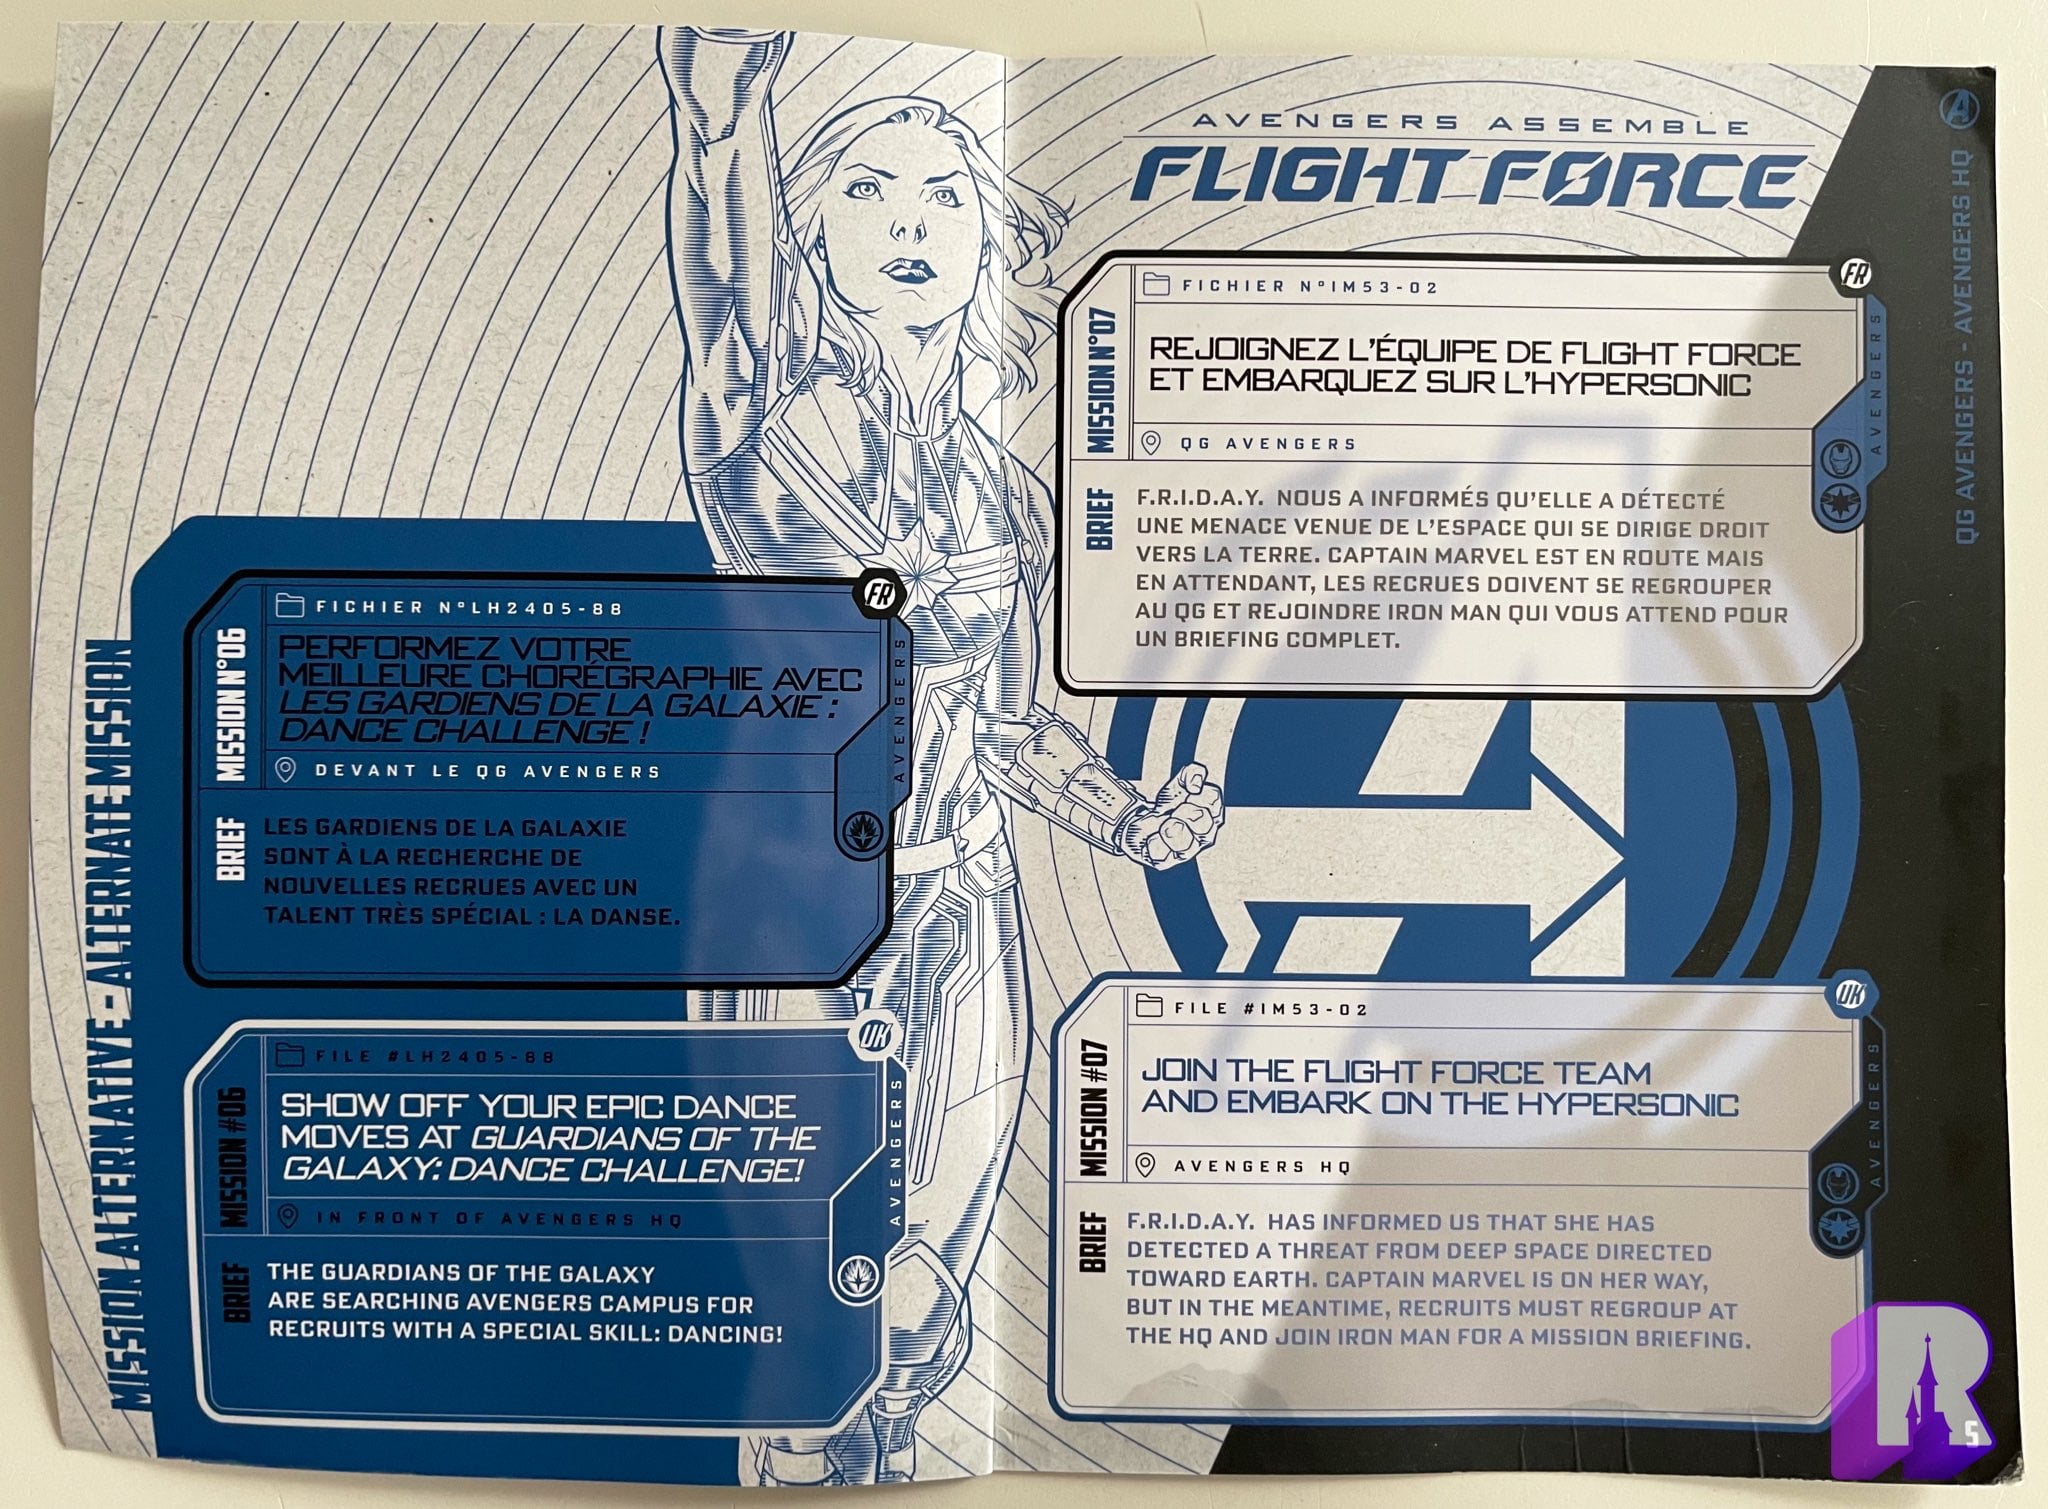 MISSION ALTERNATIVE - ALTERNATE MISSION
FR
FICHIER N°LH2405-88
MISSION N°06
PERFORMEZ VOTRE
MEILLEURE CHORÉGRAPHIE AVEC
LES GARDIENS DE LA GALAXIE :
DANCE CHALLENGE !
DEVANT LE QG AVENGERS
AVENGERS
BRIEF
LES GARDIENS DE LA GALAXIE
SONT À LA RECHERCHE DE
NOUVELLES RECRUES AVEC UN
TALENT TRÈS SPÉCIAL : LA DANSE.
UK
FILE #LH2405-88
MISSION #06
SHOW OFF YOUR EPIC DANCE
MOVES AT GUARDIANS OF THE
GALAXY: DANCE CHALLENGE!
IN FRONT OF AVENGERS HQ
AVENGERS
BRIEF
THE GUARDIANS OF THE GALAXY
ARE SEARCHING AVENGERS CAMPUS FOR
RECRUITS WITH A SPECIAL SKILL: DANCING!
AVENGERS ASSEMBLE
FLIGHT FORCE
QG AVENGERS - AVENGERS HQ
FR
FICHIER N°IM53-02
MISSION N°07
REJOIGNEZ L'ÉQUIPE DE FLIGHT FORCE
ET EMBARQUEZ SUR L'HYPERSONIC
QG AVENGERS
AVENGERS
BRIEF
F.R.I.D.A.Y. NOUS A INFORMÉS QU'ELLE A DÉTECTÉ
UNE MENACE VENUE DE L'ESPACE QUI SE DIRIGE DROIT
VERS LA TERRE. CAPTAIN MARVEL EST EN ROUTE MAIS
EN ATTENDANT, LES RECRUES DOIVENT SE REGROUPER
AU QG ET REJOINDRE IRON MAN QUI VOUS ATTEND POUR
UN BRIEFING COMPLET.
UK
FILE #IM53-02
MISSION #07
JOIN THE FLIGHT FORCE TEAM
AND EMBARK ON THE HYPERSONIC
AVENGERS HQ
AVENGERS
BRIEF
F.R.I.D.A.Y. HAS INFORMED US THAT SHE HAS
DETECTED A THREAT FROM DEEP SPACE DIRECTED
TOWARD EARTH. CAPTAIN MARVEL IS ON HER WAY,
BUT IN THE MEANTIME, RECRUITS MUST REGROUP AT
THE HQ AND JOIN IRON MAN FOR A MISSION BRIEFING.
R
5